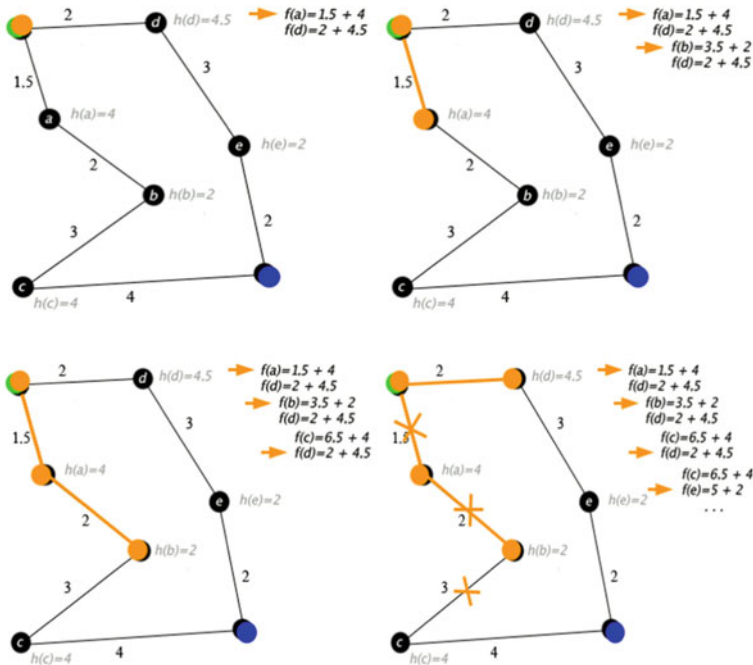 2
d
h(d)=4.5
3
1.5
a
h(a)=4
2
e
h(e)=2
b
h(b)=2
3
2
c
h(c)=4
4
f(a)=1.5 + 4
f(d)=2 + 4.5
2
d
h(d)=4.5
3
1.5
h(a)=4
2
e
h(e)=2
b
h(b)=2
3
2
c
h(c)=4
4
f(a)=1.5 + 4
f(d)=2 + 4.5
f(b)=3.5 + 2
f(d)=2 + 4.5
2
d
h(d)=4.5
3
1.5
h(a)=4
2
e
h(e)=2
h(b)=2
3
2
c
h(c)=4
4
f(a)=1.5 + 4
f(d)=2 + 4.5
f(b)=3.5 + 2
f(d)=2 + 4.5
f(c)=6.5 + 4
f(d)=2 + 4.5
2
h(d)=4.5
3
1.5
h(a)=4
2
e
h(e)=2
h(b)=2
3
2
c
h(c)=4
4
f(a)=1.5 + 4
f(d)=2 + 4.5
f(b)=3.5 + 2
f(d)=2 + 4.5
f(c)=6.5 + 4
f(d)=2 + 4.5
f(c)=6.5 + 4
f(e)=5 + 2
. . .